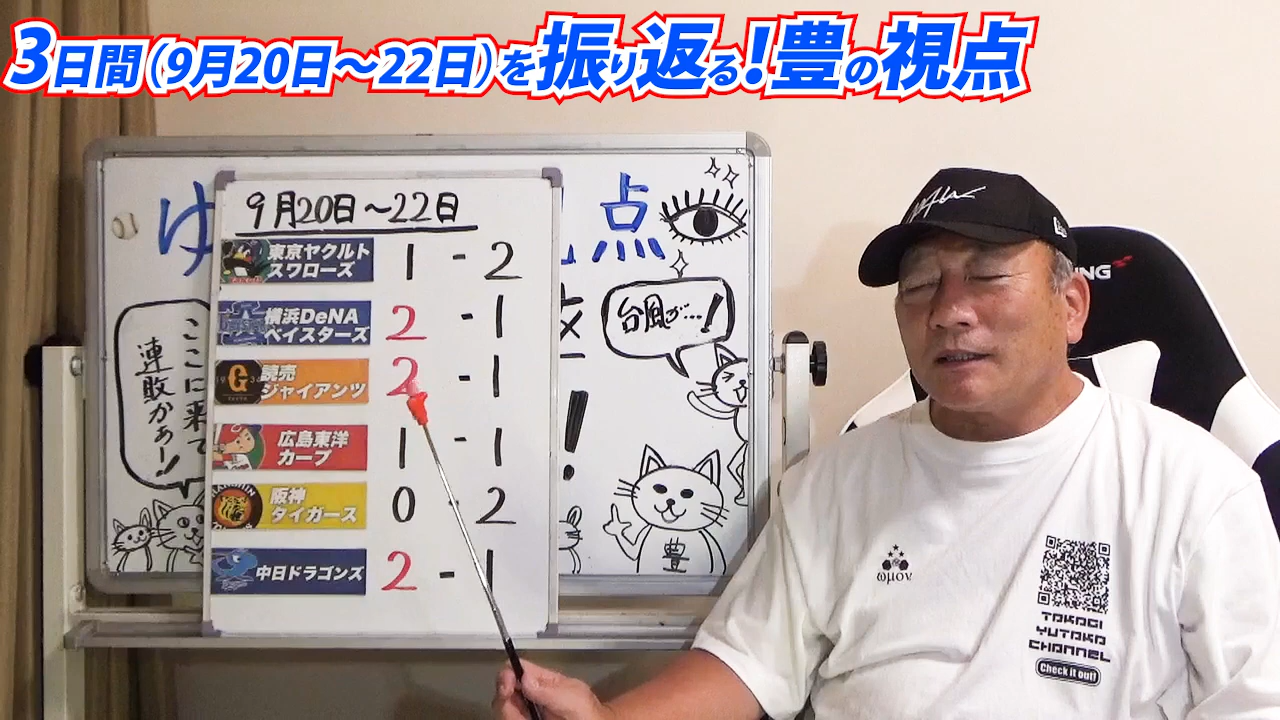 3日間（9月20日～22日）を振り返る！豊の視点
ゆ
点
9月20日～22日
東京ヤクルト
スワローズ
1 - 2
横浜DeNA
ベイスターズ
2 - 1
読売
ジャイアンツ
2 - 1
広島東洋
カープ
1 - 1
阪神
タイガース
0 - 2
中日ドラゴンズ
2 - 1
ここに来て
連敗かぁー!!
台風が…!
!
豊
NG
ωμον
TAKAGI
YUTAKA
CHANNEL
Check it out!